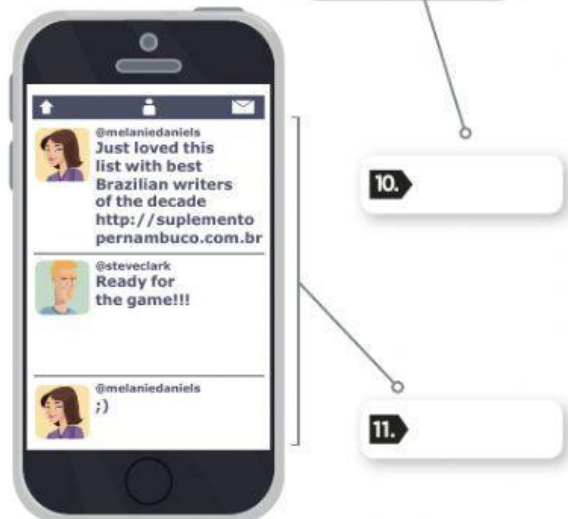 @melaniedaniels
Just loved this
list with best
Brazilian writers
of the decade
http://suplemento
pernambuco.com.br
@steveclark
Ready for
the game!!!
@melaniedaniels
;)
10.
11.